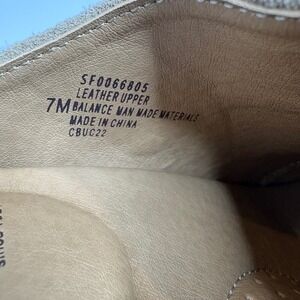 SF0066805
LEATHER UPPER
7M BALANCE MAN MADE MATERIALS
MADE IN CHINA
CBUC22